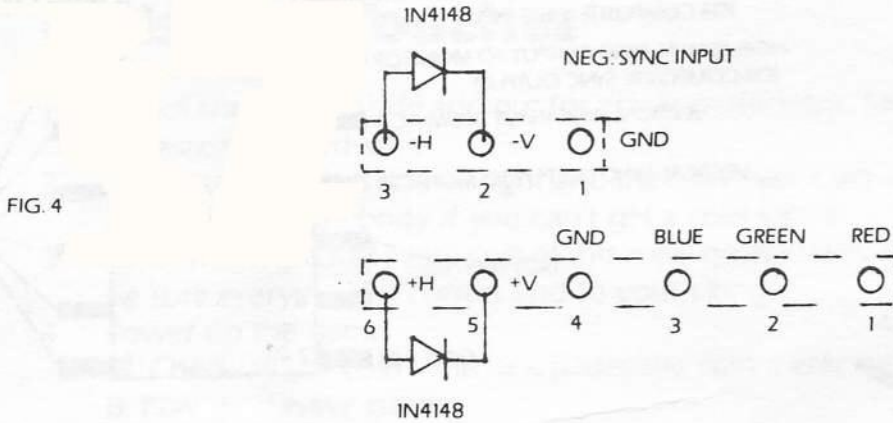 1N4148
NEG: SYNC INPUT
-H -V GND
3 2 1
FIG. 4
GND BLUE GREEN RED
+H +V
6 5 4 3 2 1
1N4148